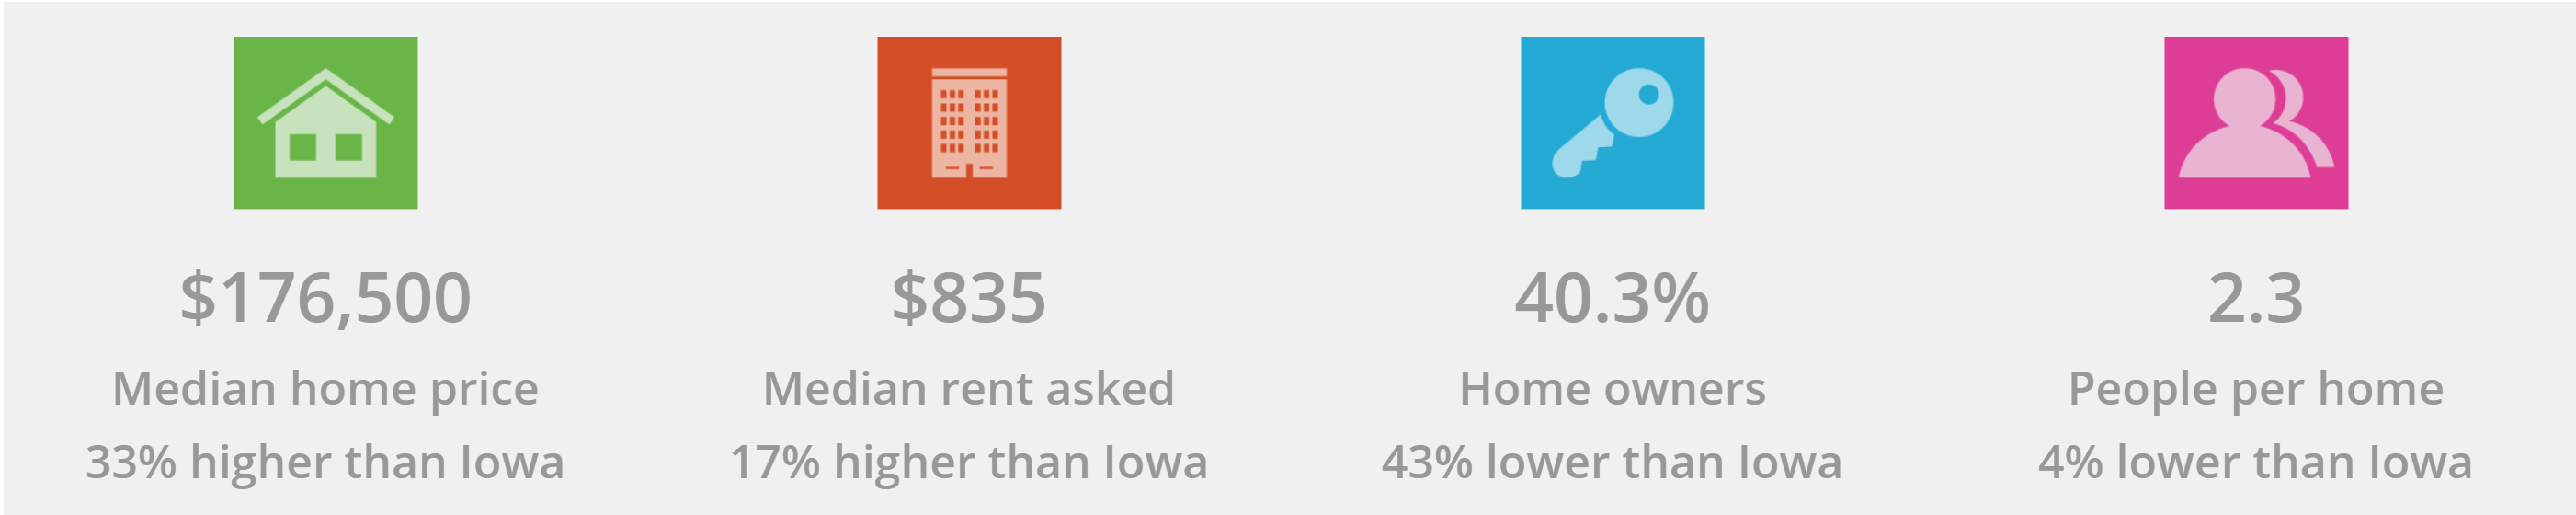 $176,500
Median home price
33% higher than Iowa
$835
Median rent asked
17% higher than Iowa
40.3%
Home owners
43% lower than Iowa
2.3
People per home
4% lower than Iowa